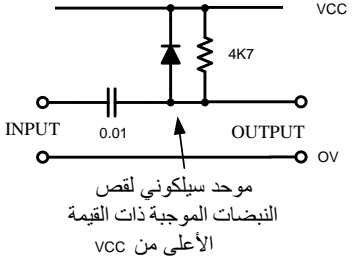 VCC
4K7
INPUT
0.01
OUTPUT
OV
موحد سيلكوني لقص
النبضات الموجبة ذات القيمة
الأعلى من VCC